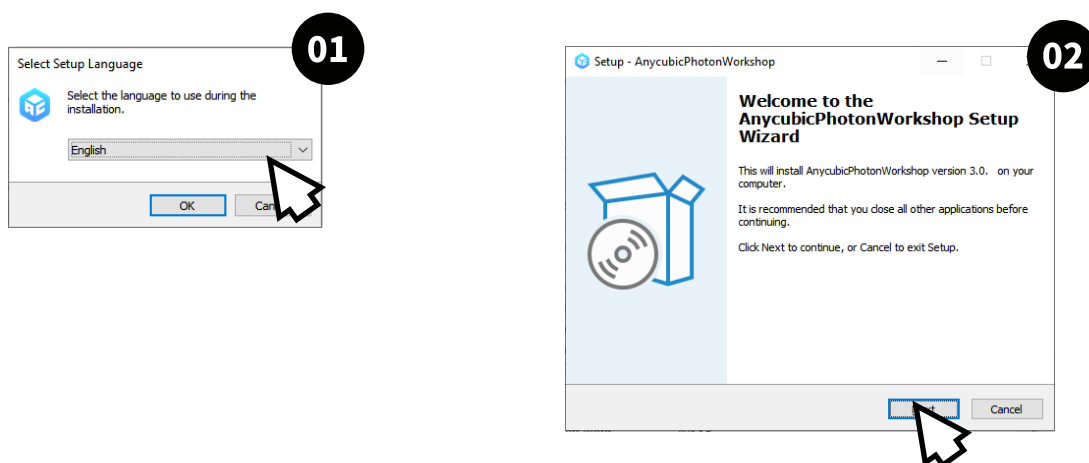 01
Select Setup Language
Select the language to use during the
installation.
English
OK
02
Setup - AnycubicPhotonWorkshop
Welcome to the
AnycubicPhotonWorkshop Setup
Wizard
This will install AnycubicPhotonWorkshop version 3.0. on your
computer.
It is recommended that you close all other applications before
continuing.
Click Next to continue, or Cancel to exit Setup.
Cancel